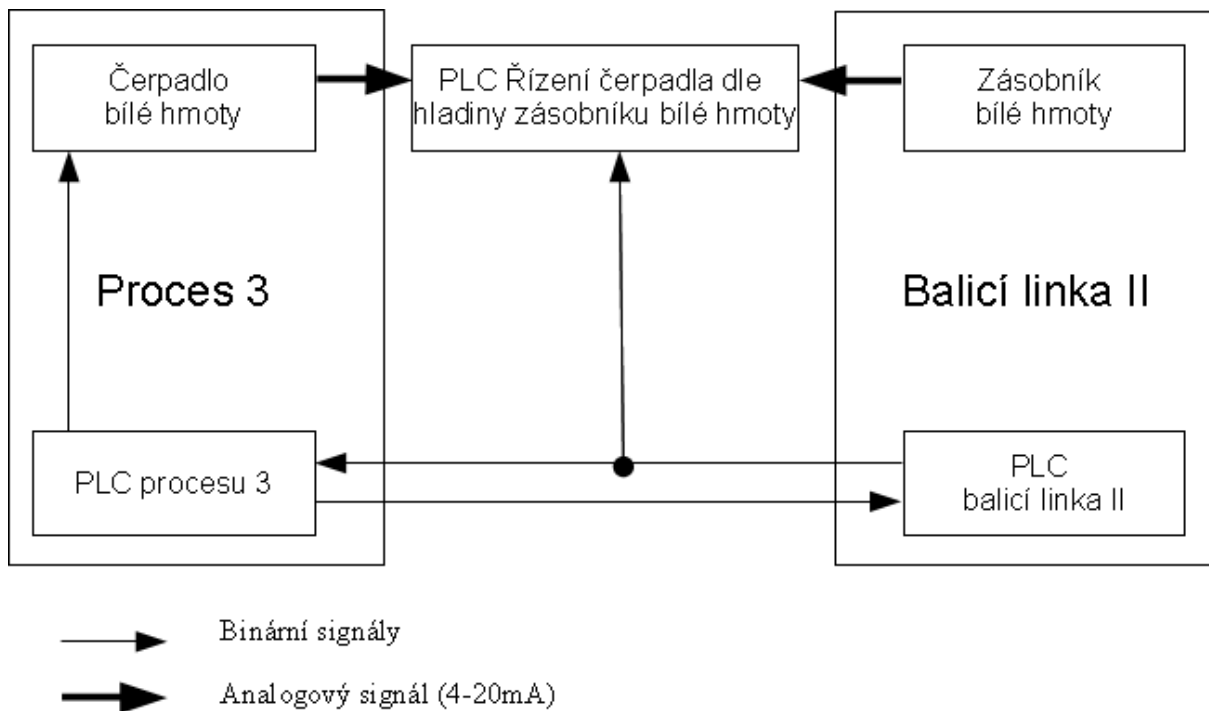 Čerpadlo
bílé hmoty
PLC Řízení čerpadla dle
hladiny zásobníku bílé hmoty
Zásobník
bílé hmoty
Proces 3
Balicí linka II
PLC procesu 3
PLC
balicí linka II
Binární signály
Analogový signál (4-20mA)